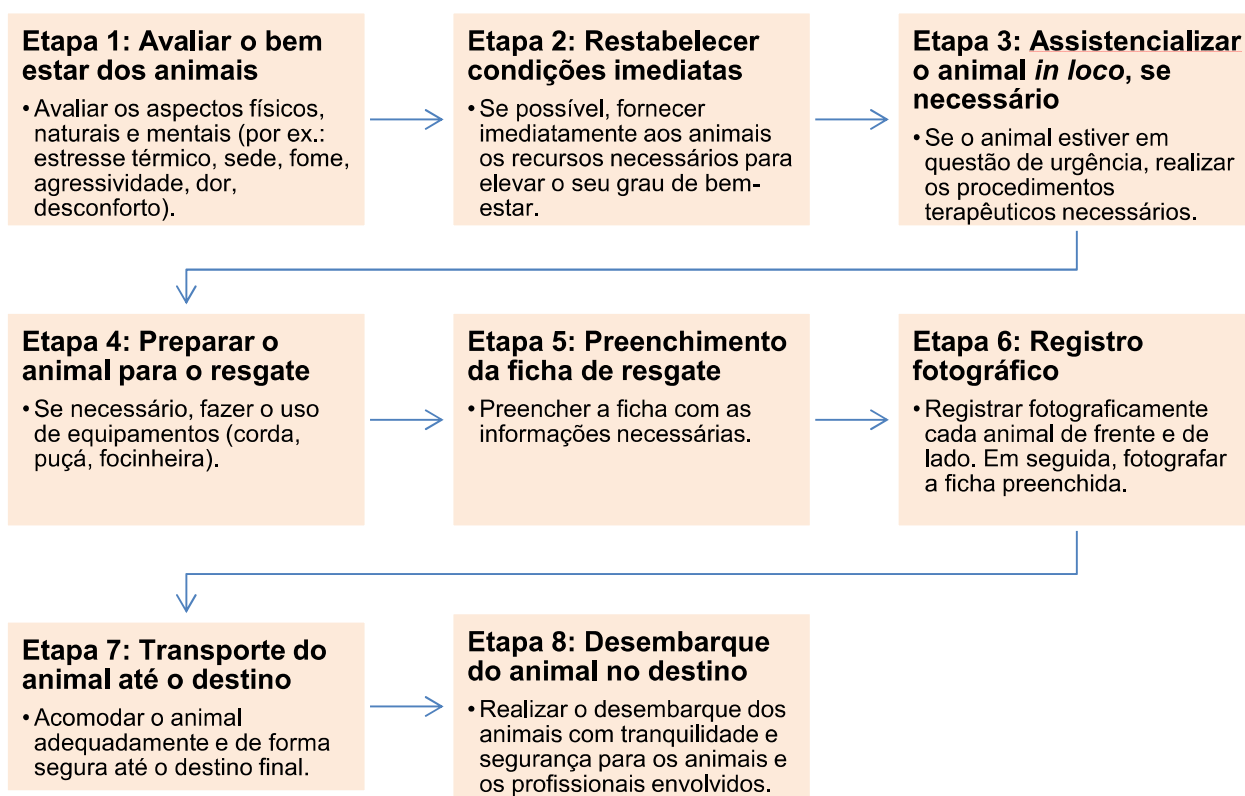 Etapa 1: Avaliar o bem
estar dos animais
• Avaliar os aspectos físicos,
naturais e mentais (por ex.:
estresse térmico, sede, fome,
agressividade, dor,
desconforto).
Etapa 2: Restabelecer
condições imediatas
• Se possível, fornecer
imediatamente aos animais
os recursos necessários para
elevar o seu grau de bem-
estar.
Etapa 3: Assistencializar
o animal in loco, se
necessário
• Se o animal estiver em
questão de urgência, realizar
os procedimentos
terapêuticos necessários.
Etapa 4: Preparar o
animal para o resgate
• Se necessário, fazer o uso
de equipamentos (corda,
puçá, focinheira).
Etapa 5: Preenchimento
da ficha de resgate
• Preencher a ficha com as
informações necessárias.
Etapa 6: Registro
fotográfico
• Registrar fotograficamente
cada animal de frente e de
lado. Em seguida, fotografar
a ficha preenchida.
Etapa 7: Transporte do
animal até o destino
• Acomodar o animal
adequadamente e de forma
segura até o destino final.
Etapa 8: Desembarque
do animal no destino
• Realizar o desembarque dos
animais com tranquilidade e
segurança para os animais e
os profissionais envolvidos.